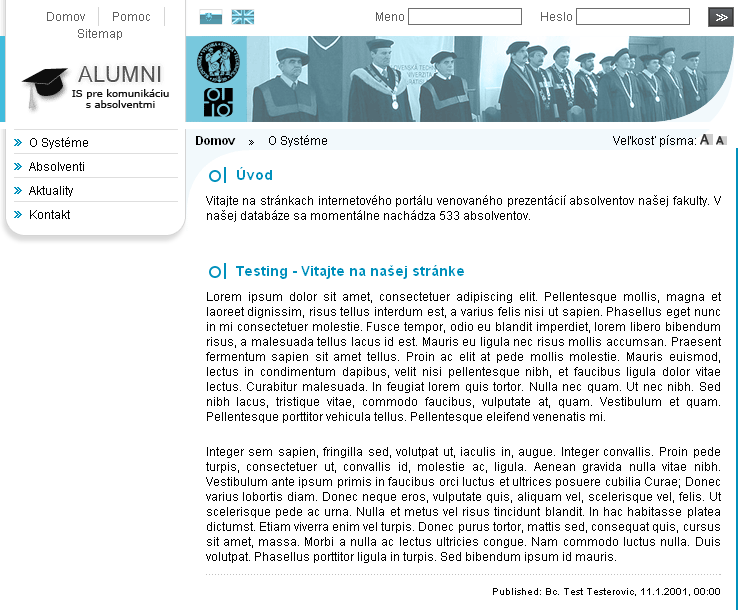 Domov Pomoc
Sitemap
Meno Heslo
ALUMNI
IS pre komunikáciu
s absolventmi
SLOVENSKÁ TECHN
Domov » O Systéme
Veľkosť písma: A A
O Systéme
Absolventi
Aktuality
Kontakt
Úvod
Vitajte na stránkach internetového portálu venovaného prezentácií absolventov našej fakulty. V
našej databáze sa momentálne nachádza 533 absolventov.
Testing - Vitajte na našej stránke
Lorem ipsum dolor sit amet, consectetuer adipiscing elit. Pellentesque mollis, magna et
laoreet dignissim, risus tellus interdum est, a varius felis nisi ut sapien. Phasellus eget nunc
in mi consectetuer molestie. Fusce tempor, odio eu blandit imperdiet, lorem libero bibendum
risus, a malesuada tellus lacus id est. Mauris eu ligula nec risus mollis accumsan. Praesent
fermentum sapien sit amet tellus. Proin ac elit at pede mollis molestie. Mauris euismod,
lectus in condimentum dapibus, velit nisi pellentesque nibh, et faucibus ligula dolor vitae
lectus. Curabitur malesuada. In feugiat lorem quis tortor. Nulla nec quam. Ut nec nibh. Sed
nibh lacus, tristique vitae, commodo faucibus, vulputate at, quam. Vestibulum et quam.
Pellentesque porttitor vehicula tellus. Pellentesque eleifend venenatis mi.
Integer sem sapien, fringilla sed, volutpat ut, iaculis in, augue. Integer convallis. Proin pede
turpis, consectetuer ut, convallis id, molestie ac, ligula. Aenean gravida nulla vitae nibh.
Vestibulum ante ipsum primis in faucibus orci luctus et ultrices posuere cubilia Curae; Donec
varius lobortis diam. Donec neque eros, vulputate quis, aliquam vel, scelerisque vel, felis. Ut
scelerisque pede ac urna. Nulla et metus vel risus tincidunt blandit. In hac habitasse platea
dictumst. Etiam viverra enim vel turpis. Donec purus tortor, mattis sed, consequat quis, cursus
sit amet, massa. Morbi a nulla ac lectus ultricies congue. Nam commodo luctus nulla. Duis
volutpat. Phasellus porttitor ligula in turpis. Sed bibendum ipsum id mauris.
Published: Bc. Test Testerovic, 11.1.2001, 00:00